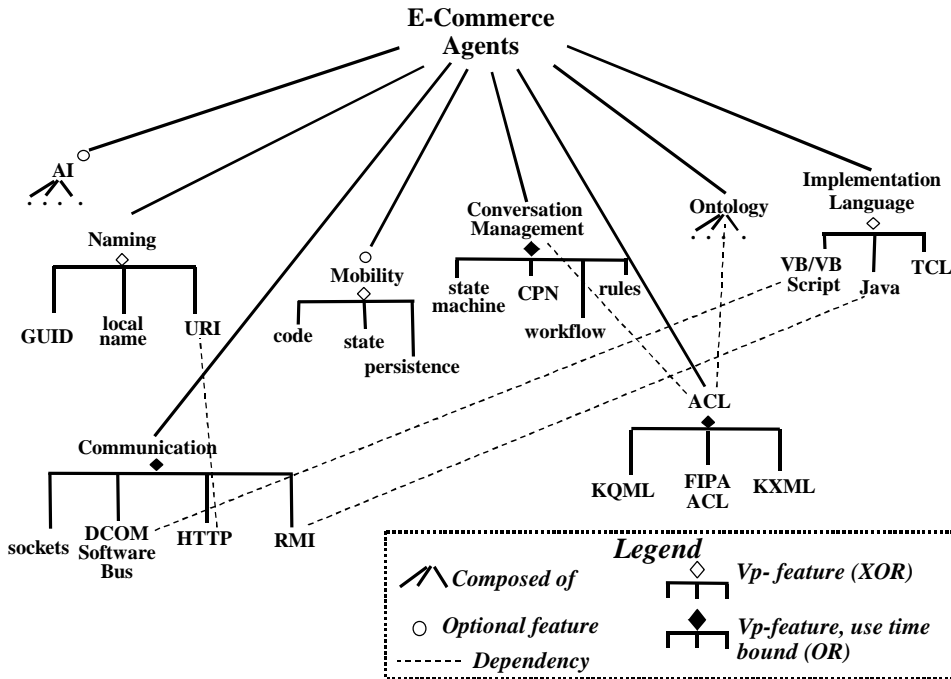 E-Commerce
Agents
AI
Implementation
Language
Conversation
Management
Ontology
Naming
Mobility
VB/VB
Script
Java
TCL
state
machine
CPN
rules
workflow
GUID
local
name
URI
code
state
persistence
ACL
Communication
KQML
FIPA
ACL
KXML
sockets
DCOM
Software
Bus
HTTP
RMI
Legend
Composed of
Vp- feature (XOR)
Optional feature
Vp-feature, use time
bound (OR)
Dependency